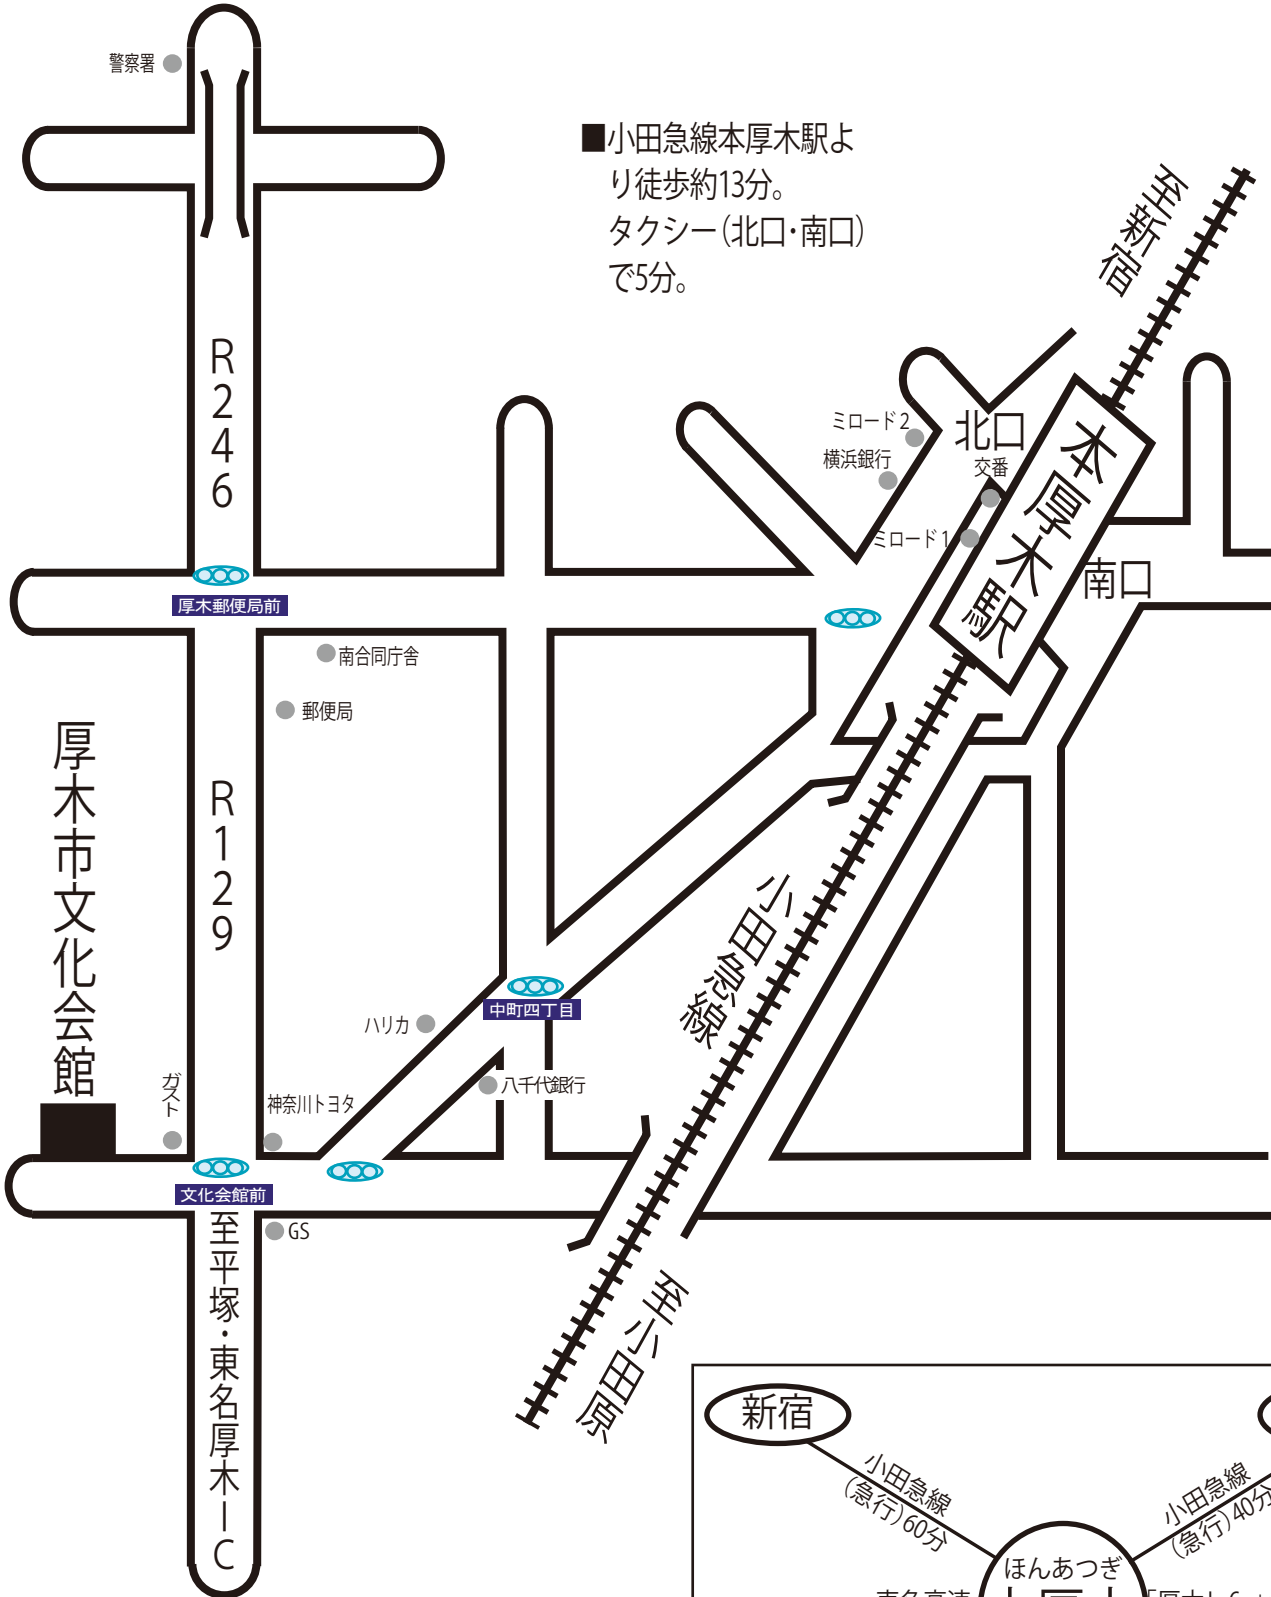 警察署
■小田急線本厚木駅よ
り徒歩約13分。
タクシー(北口・南口)
で5分。
至新宿
R246
ミロード2
北口
横浜銀行
交番
本厚木駅
ミロード1
南口
厚木郵便局前
南合同庁舎
郵便局
厚木市文化会館
R129
小田急線
中町四丁目
ハリカ
八千代銀行
ガスト
神奈川トヨタ
文化会館前
GS
至平塚・東名厚木IC
至小田原
新宿
小田急線
(急行)60分
小田急線
(急行)40分
ほんあつぎ